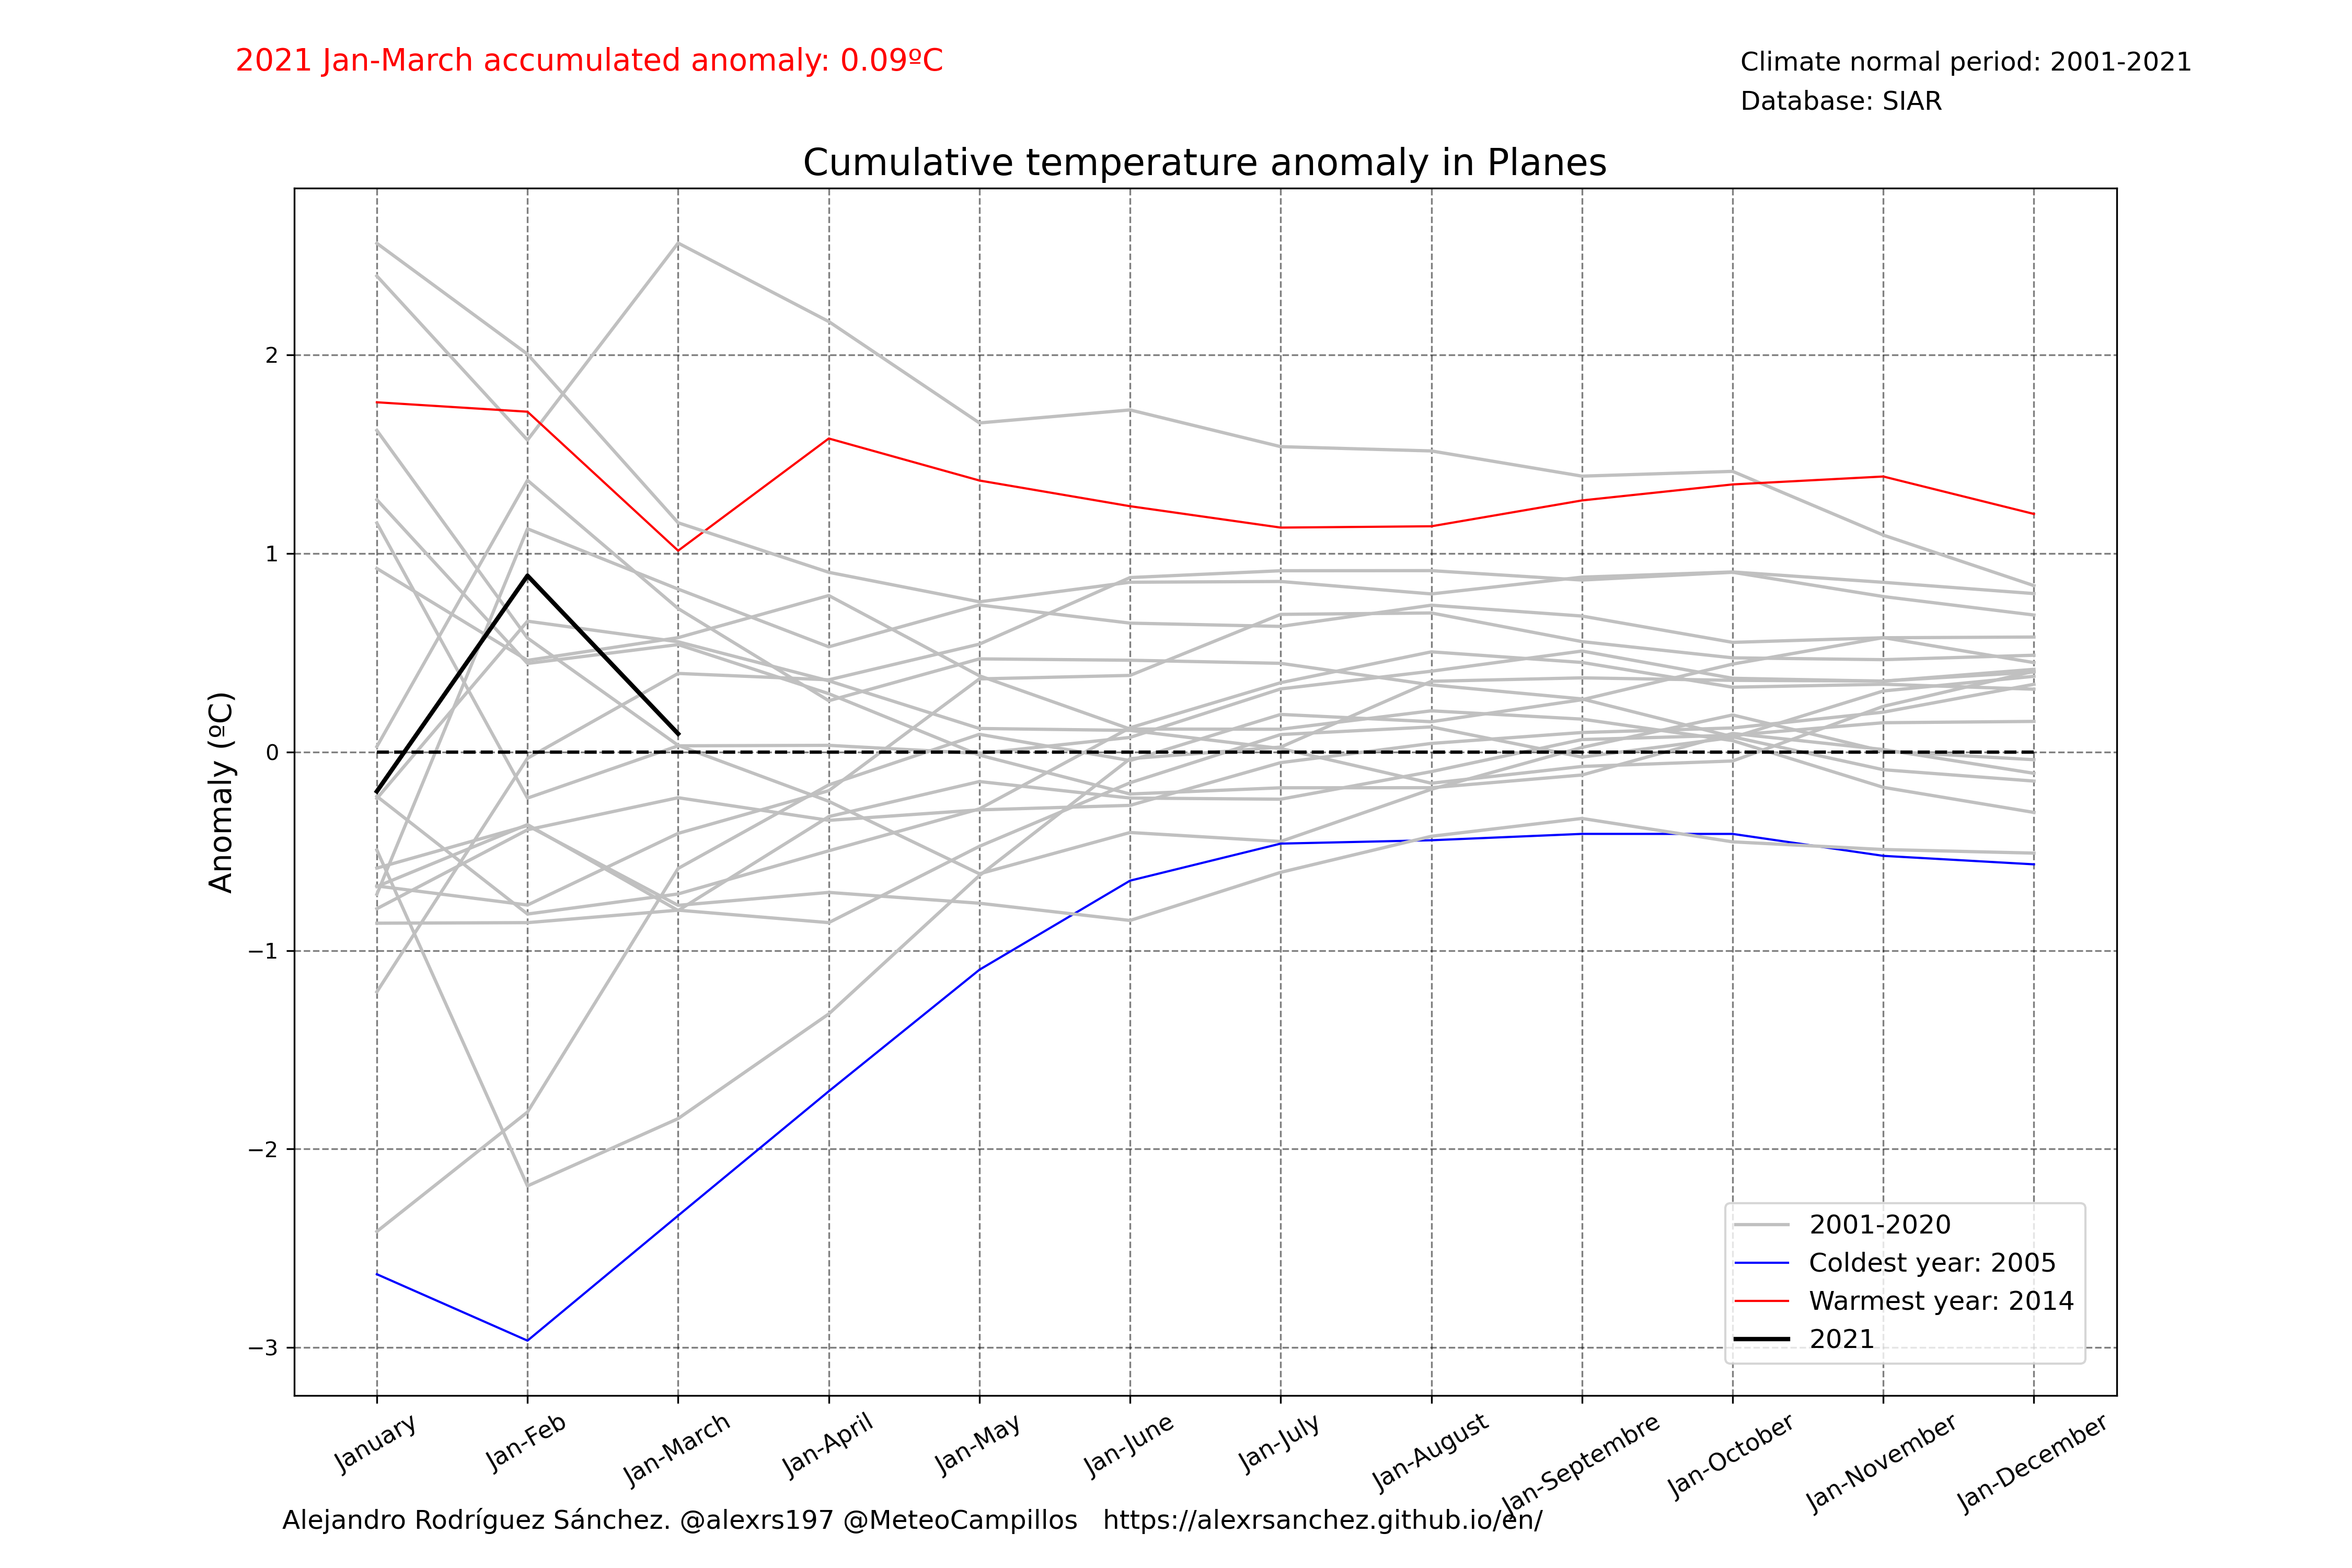 2021 Jan-March accumulated anomaly: 0.09ºC
Climate normal period: 2001-2021
Database: SIAR
Cumulative temperature anomaly in Planes
Anomaly (ºC)
2
1
0
−1
−2
−3
2001-2020
Coldest year: 2005
Warmest year: 2014
2021
January
Jan-Feb
Jan-March
Jan-April
Jan-May
Jan-June
Jan-July
Jan-August
Jan-Septembre
Jan-October
Jan-November
Jan-December
Alejandro Rodríguez Sánchez. @alexrs197 @MeteoCampillos   https://alexrsanchez.github.io/en/